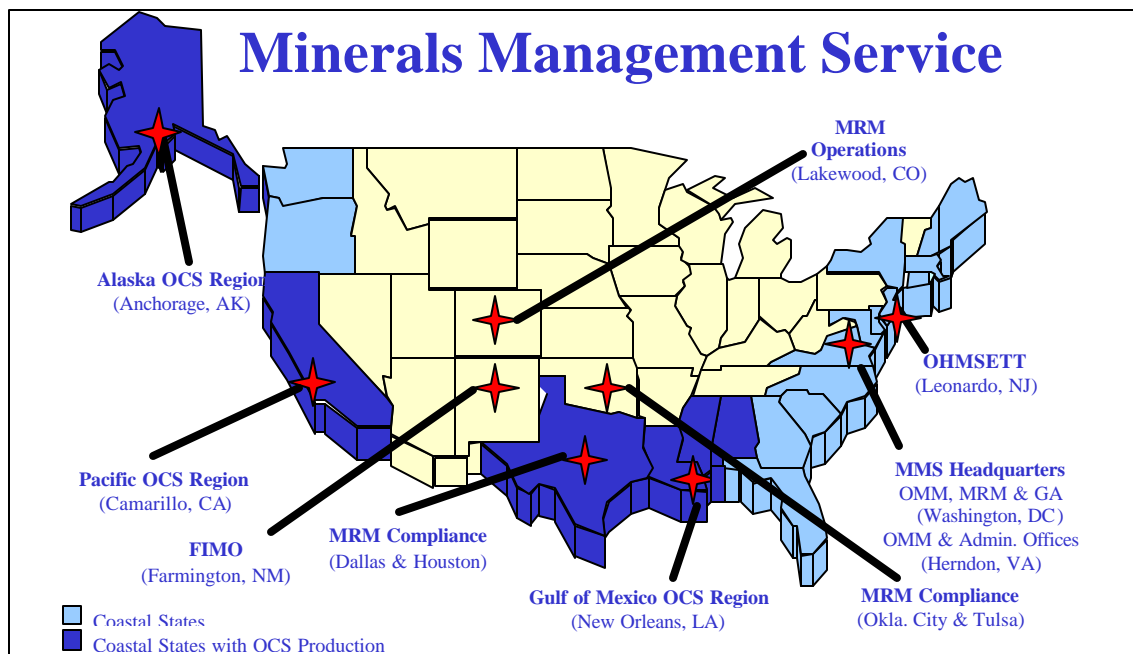 Minerals Management Service
MRM
Operations
(Lakewood, CO)
Alaska OCS Region
(Anchorage, AK)
OHMSETT
(Leonardo, NJ)
Pacific OCS Region
(Camarillo, CA)
MMS Headquarters
OMM, MRM & GA
(Washington, DC)
OMM & Admin. Offices
(Herndon, VA)
FIMO
(Farmington, NM)
MRM Compliance
(Dallas & Houston)
Gulf of Mexico OCS Region
(New Orleans, LA)
MRM Compliance
(Okla. City & Tulsa)
Coastal States
Coastal States with OCS Production